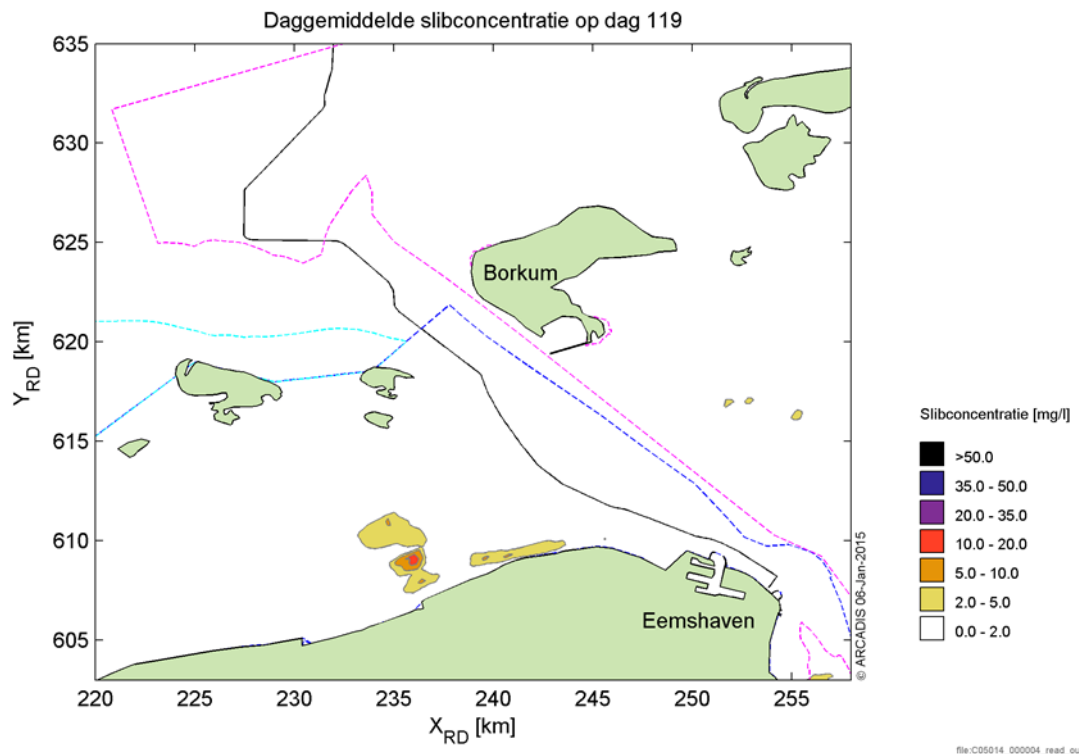 Daggemiddelde slibconcentratie op dag 119
635
630
625
620
615
610
605
Y_RD [km]
220 225 230 235 240 245 250 255
X_RD [km]
Borkum
Eemshaven
© ARCADIS 06-Jan-2015
Slibconcentratie [mg/l]
>50.0
35.0 - 50.0
20.0 - 35.0
10.0 - 20.0
5.0 - 10.0
2.0 - 5.0
0.0 - 2.0
file:C05014_000004_read_ou